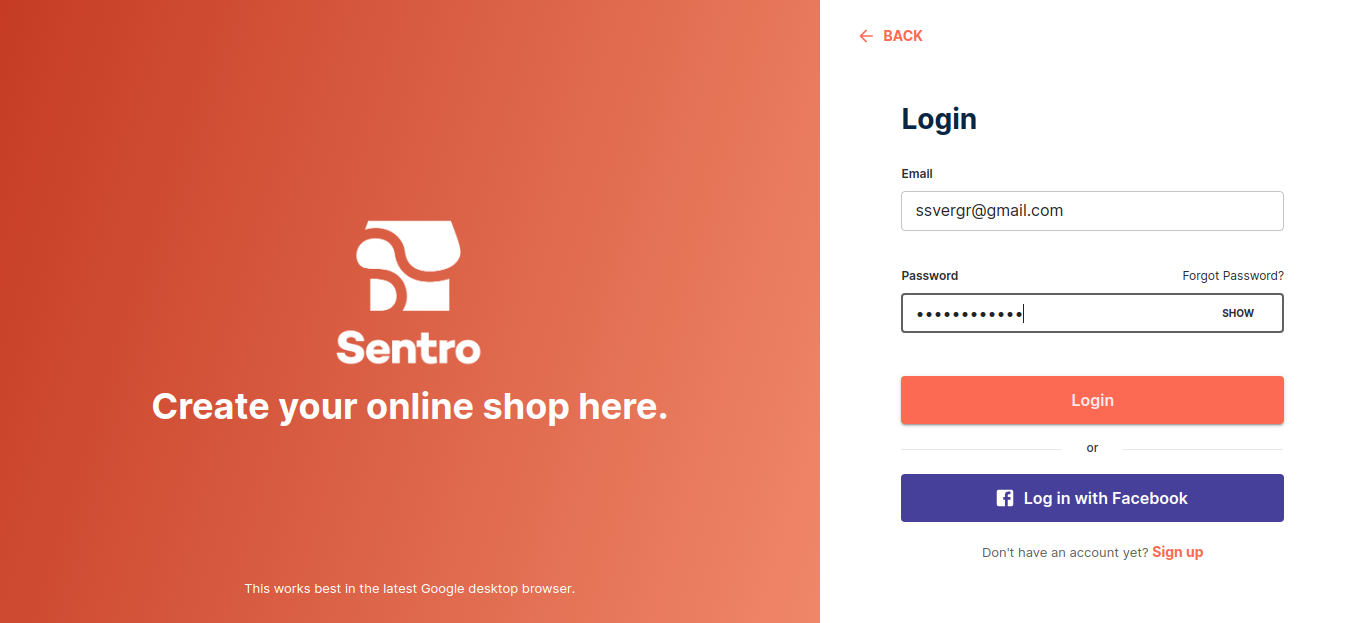 Sentro
Create your online shop here.
This works best in the latest Google desktop browser.
BACK
Login
Email
ssvergr@gmail.com
Password Forgot Password?
•••••••••••• SHOW
Login
or
Log in with Facebook
Don't have an account yet? Sign up